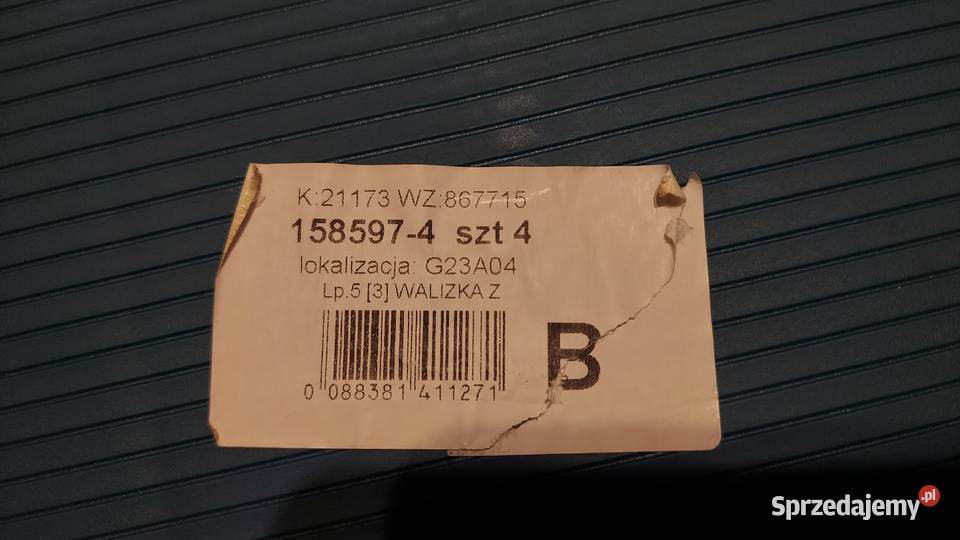 K:21173 WZ:867715
158597-4 szt 4
lokalizacja: G23A04
Lp.5 [3] WALIZKA Z
B
0 088381 411271
Sprzedajemy.pl